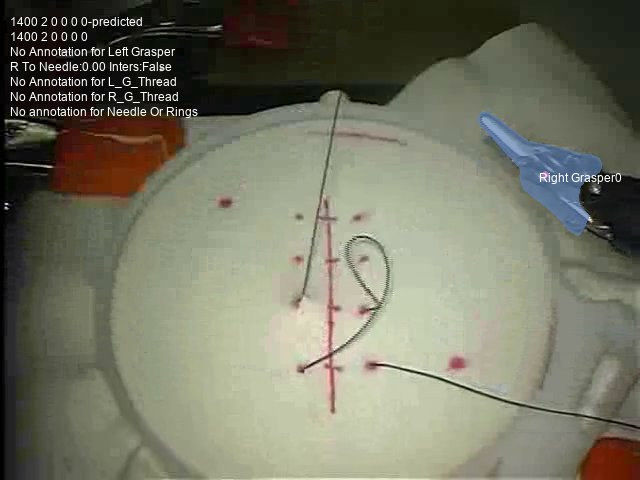 1400 2 0 0 0 0-predicted
1400 2 0 0 0 0
No Annotation for Left Grasper
R To Needle:0.00 Inters:False
No Annotation for L_G_Thread
No Annotation for R_G_Thread
No annotation for Needle Or Rings
Right Grasper0